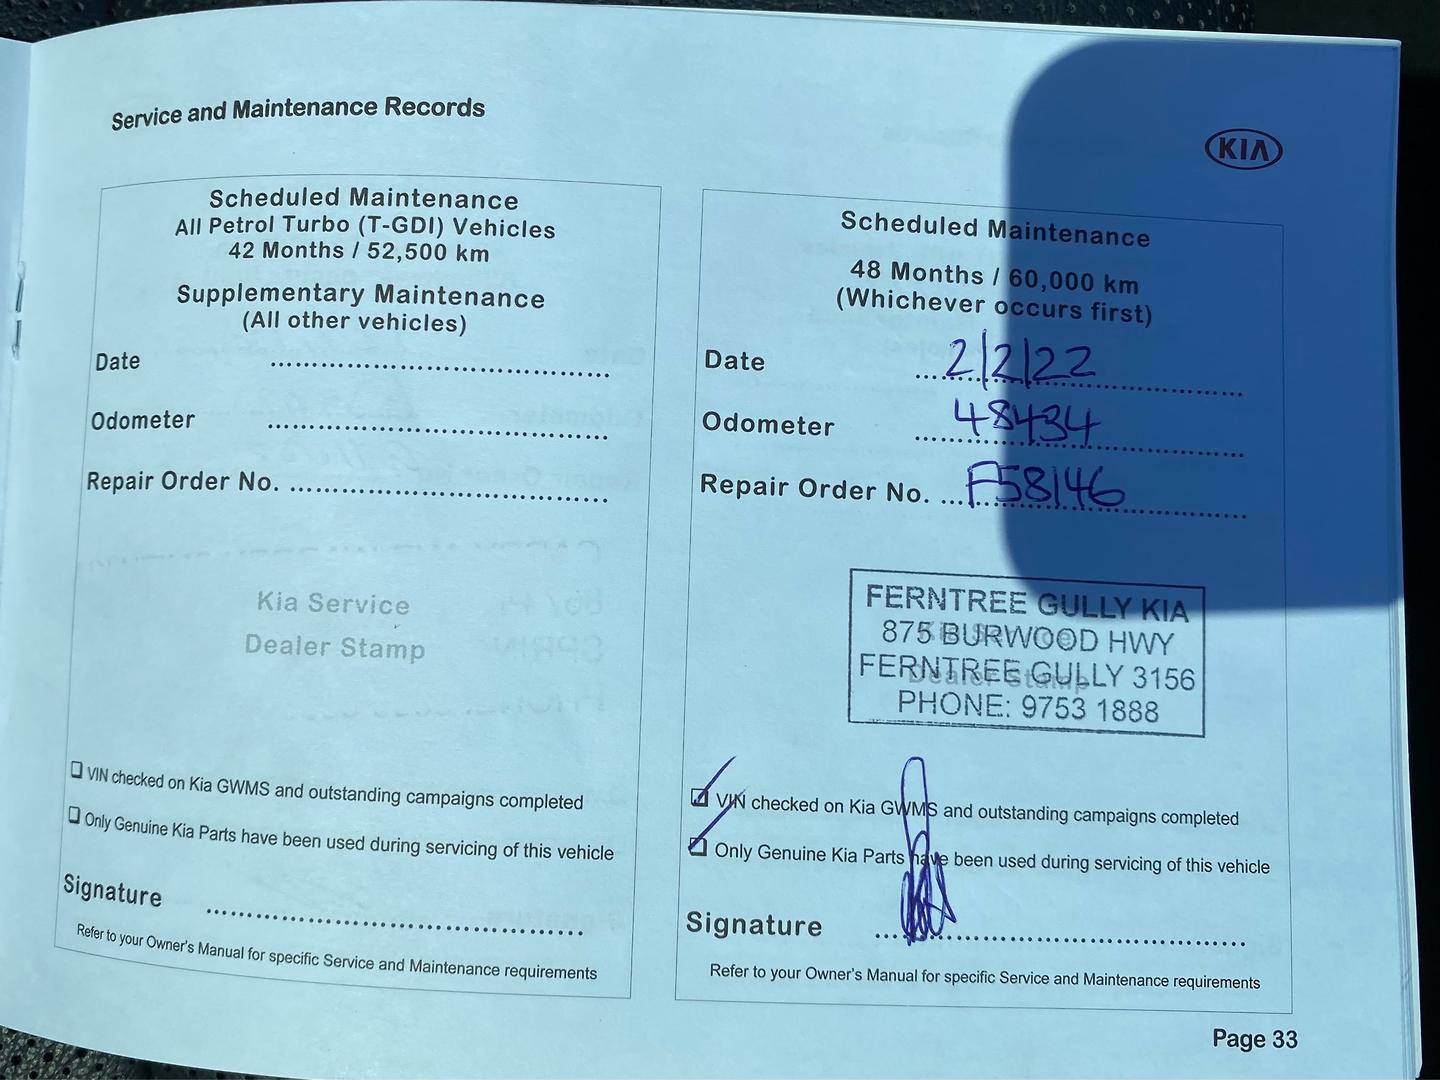 Service and Maintenance Records
KIA
Scheduled Maintenance
All Petrol Turbo (T-GDI) Vehicles
42 Months / 52,500 km
Supplementary Maintenance
(All other vehicles)
Date
Odometer
Repair Order No.
Kia Service
Dealer Stamp
VIN checked on Kia GWMS and outstanding campaigns completed
Only Genuine Kia Parts have been used during servicing of this vehicle
Signature
Refer to your Owner's Manual for specific Service and Maintenance requirements
Scheduled Maintenance
48 Months / 60,000 km
(Whichever occurs first)
Date 2/2/22
Odometer 48434
Repair Order No. F58146
FERNTREE GULLY KIA
875 BURWOOD HWY
FERNTREE GULLY 3156
PHONE: 9753 1888
Dealer Stamp
VIN checked on Kia GWMS and outstanding campaigns completed
Only Genuine Kia Parts have been used during servicing of this vehicle
Signature
Refer to your Owner's Manual for specific Service and Maintenance requirements
Page 33